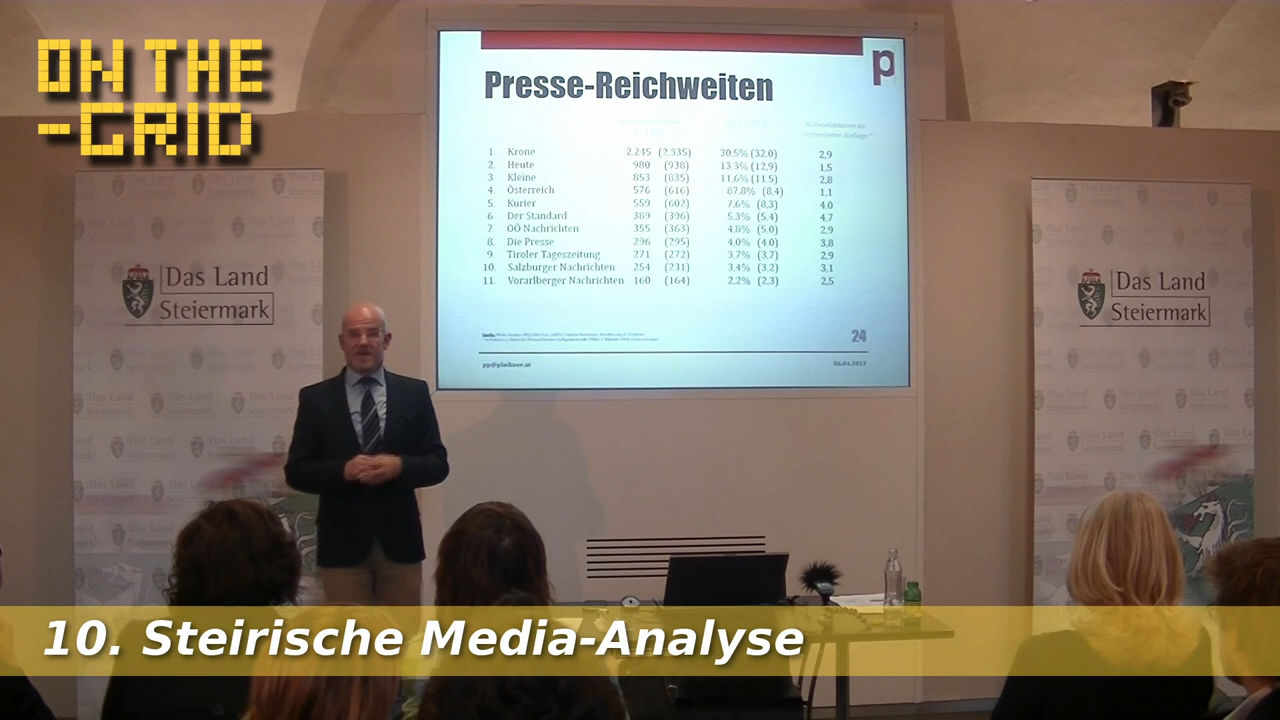 ON THE
-GRID
p
Presse-Reichweiten
1. Krone 2.245 (2.335) 30.5% (32.0) 2,9
2. Heute 980 (938) 13.3% (12,9) 1,5
3. Kleine 853 (835) 11,6% (11.5) 2,8
4. Österreich 576 (616) 87.8% (8,4) 1,1
5. Kurier 559 (602) 7.6% (8,3) 4,0
6. Der Standard 389 (396) 5.3% (5.4) 4,7
7. OÖ Nachrichten 355 (363) 4.8% (5.0) 2,9
8. Die Presse 296 (295) 4.0% (4.0) 3,8
9. Tiroler Tageszeitung 271 (272) 3.7% (3.7) 2,9
10. Salzburger Nachrichten 254 (231) 3.4% (3.2) 3,1
11. Vorarlberger Nachrichten 160 (164) 2.2% (2.3) 2,5
24
pp@plaikner.at 06.04.2017
Das Land
Steiermark
Das Land
Steiermark
10. Steirische Media-Analyse